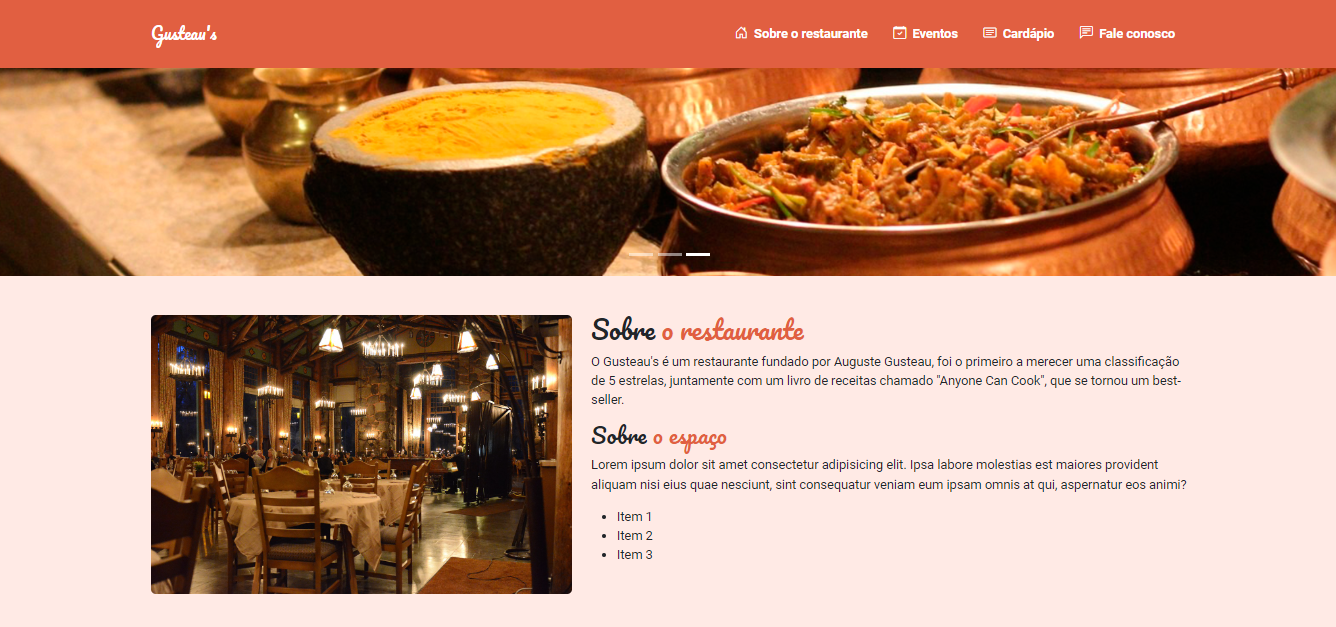 Gusteau's
Sobre o restaurante
Eventos
Cardápio
Fale conosco
Sobre o restaurante
O Gusteau's é um restaurante fundado por Auguste Gusteau, foi o primeiro a merecer uma classificação
de 5 estrelas, juntamente com um livro de receitas chamado "Anyone Can Cook", que se tornou um best-
seller.
Sobre o espaço
Lorem ipsum dolor sit amet consectetur adipisicing elit. Ipsa labore molestias est maiores provident
aliquam nisi eius quae nesciunt, sint consequatur veniam eum ipsam omnis at qui, aspernatur eos animi?
Item 1
Item 2
Item 3